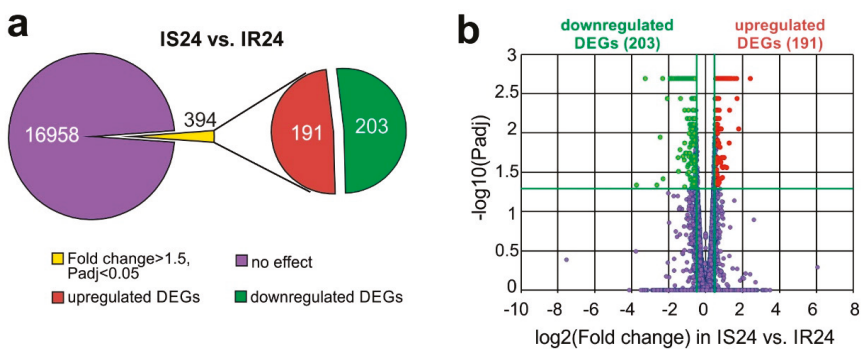 a
IS24 vs. IR24
16958
394
191
203
Fold change>1.5,
Padj<0.05
no effect
upregulated DEGs
downregulated DEGs
b
downregulated
DEGs (203)
upregulated
DEGs (191)
-log10(Padj)
3
2.5
2
1.5
1
0.5
0
-10 -8 -6 -4 -2 0 2 4 6 8
log2(Fold change) in IS24 vs. IR24